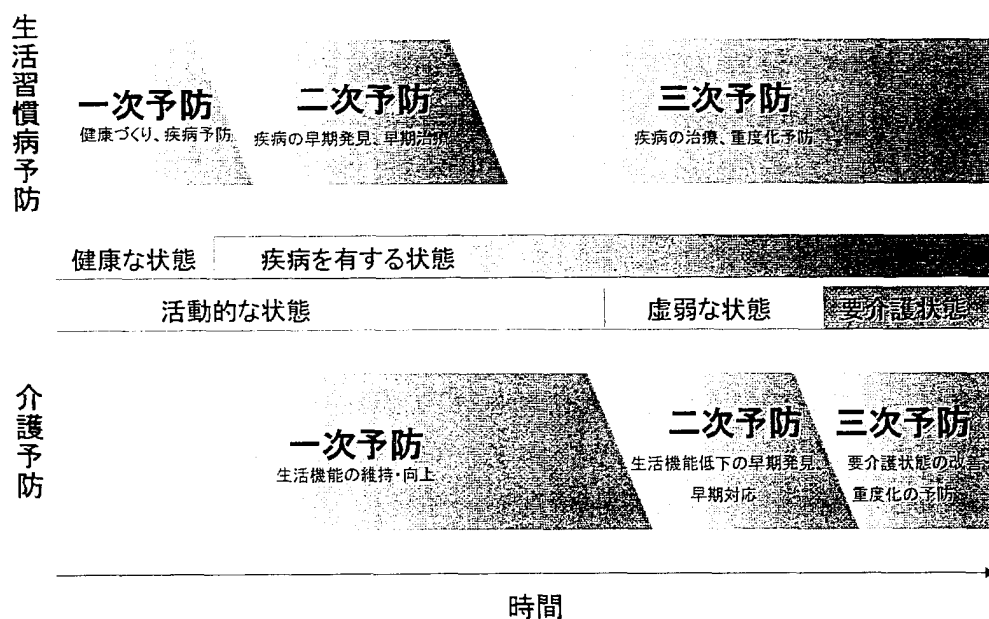 生活習慣病予防
一次予防
健康づくり、疾病予防
二次予防
疾病の早期発見、早期治療
三次予防
疾病の治療、重度化予防
健康な状態
疾病を有する状態
活動的な状態
虚弱な状態
要介護状態
介護予防
一次予防
生活機能の維持・向上
二次予防
生活機能低下の早期発見、
早期対応
三次予防
要介護状態の改善
重度化の予防
時間